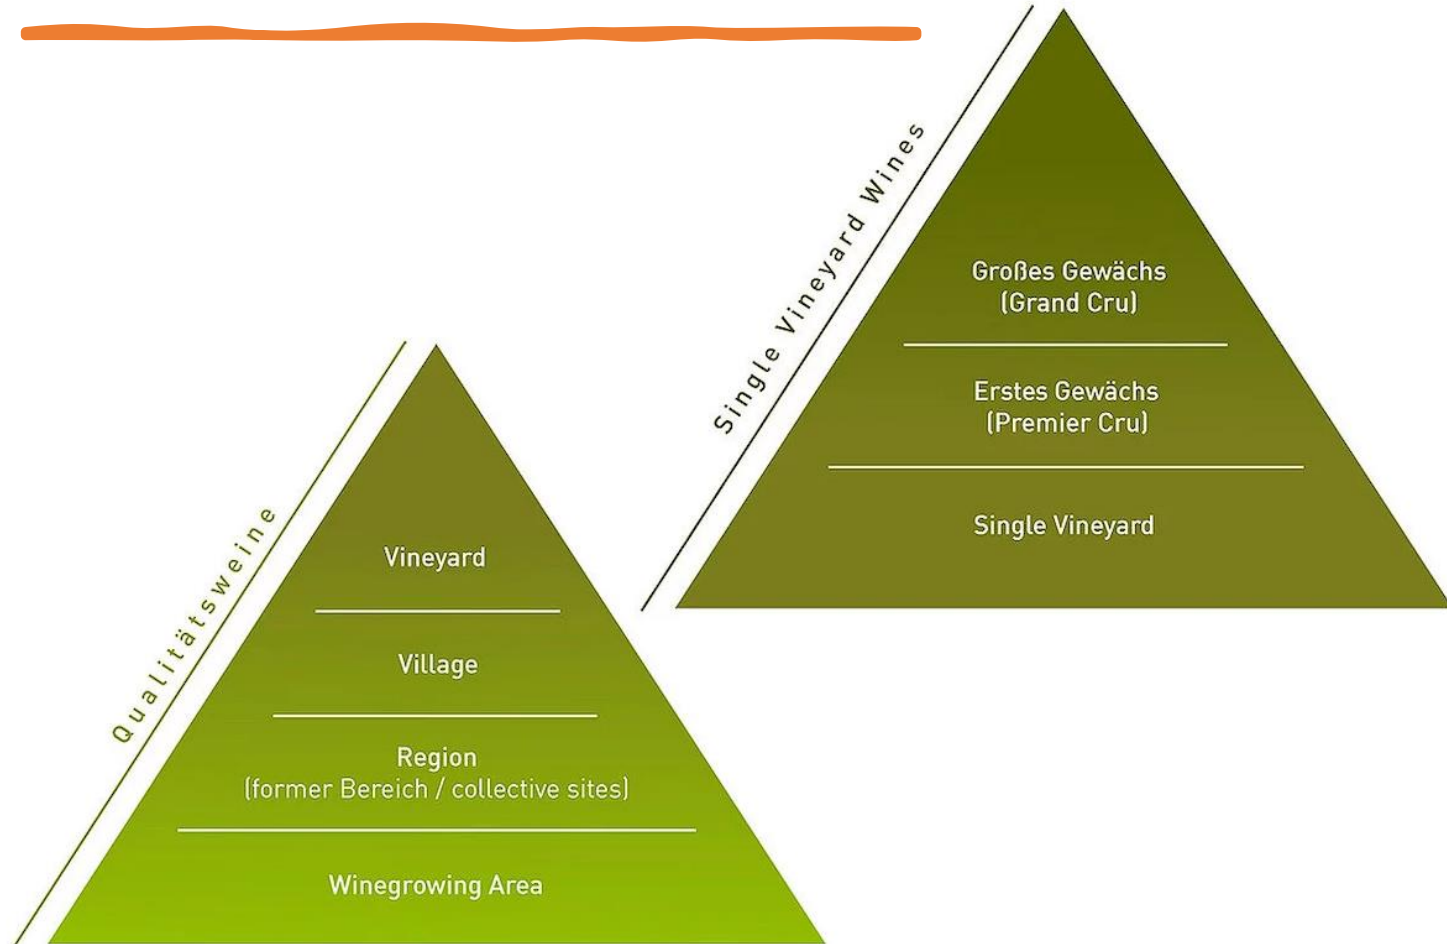 Qualitätsweine
Vineyard
Village
Region
(former Bereich / collective sites)
Winegrowing Area
Single Vineyard Wines
Großes Gewächs
(Grand Cru)
Erstes Gewächs
(Premier Cru)
Single Vineyard